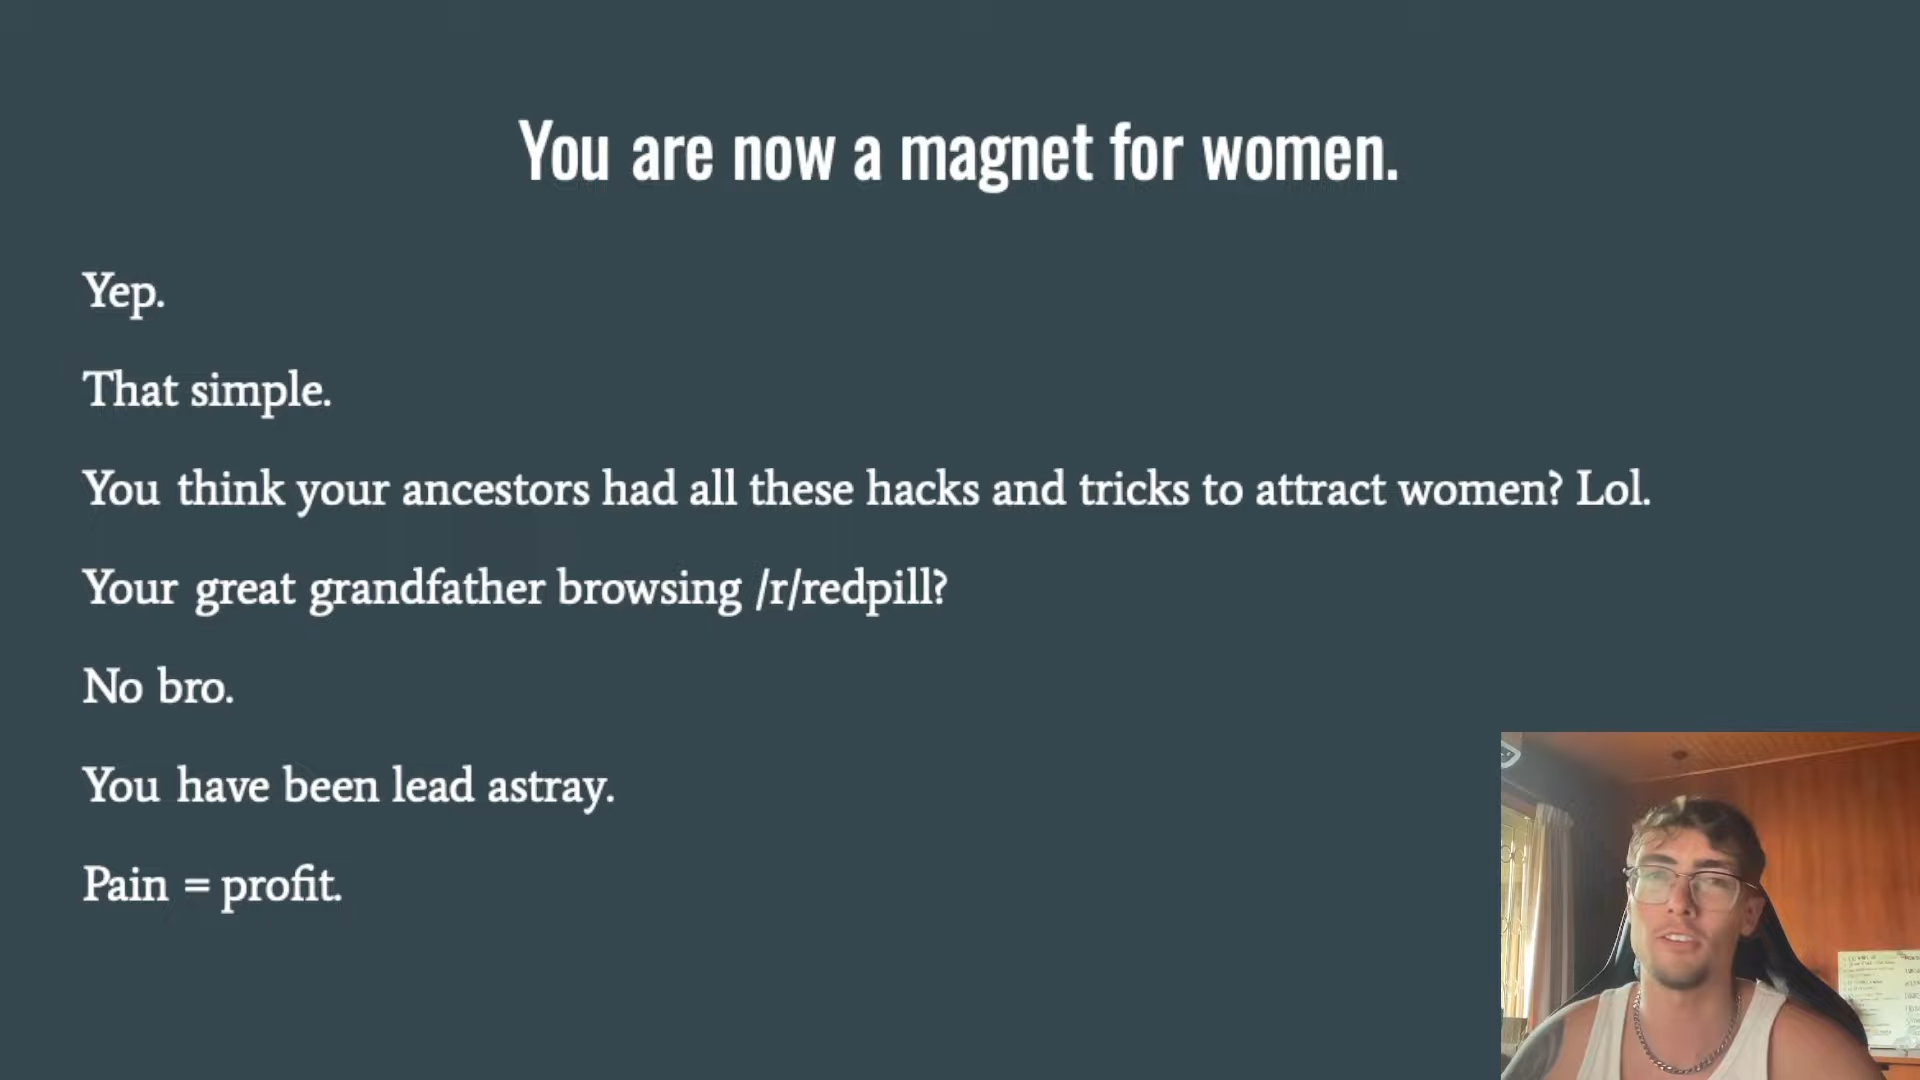 You are now a magnet for women.
Yep.
That simple.
You think your ancestors had all these hacks and tricks to attract women? Lol.
Your great grandfather browsing /r/redpill?
No bro.
You have been lead astray.
Pain = profit.